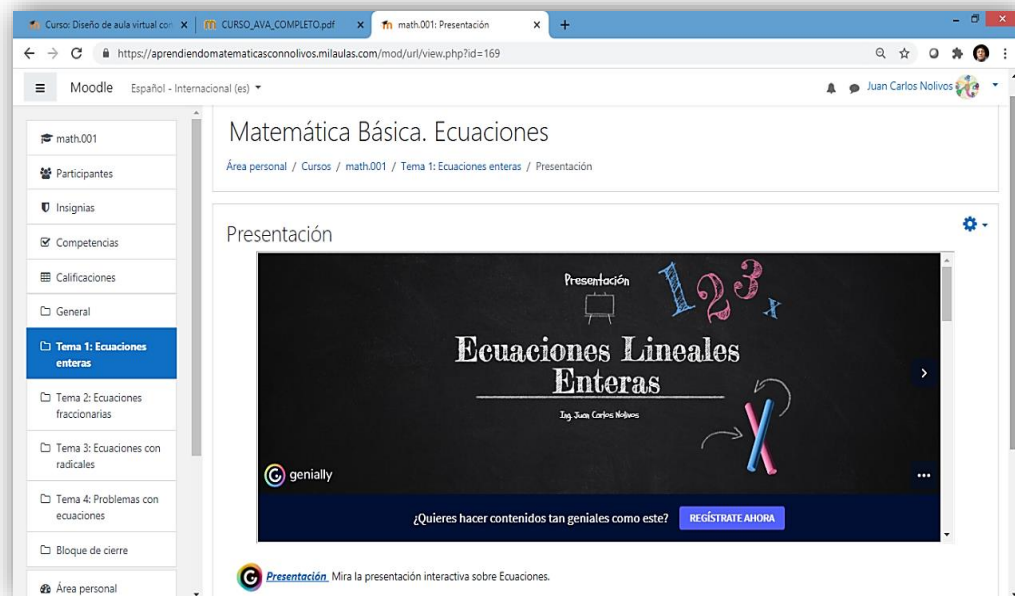 Curso: Diseño de aula virtual con
CURSO_AVA_COMPLETO.pdf
math.001: Presentación
https://aprendiendomatematicasconnolivos.milaulas.com/mod/url/view.php?id=169
Moodle Español - Internacional (es)
Juan Carlos Nolivos
math.001
Participantes
Insignias
Competencias
Calificaciones
General
Tema 1: Ecuaciones
enteras
Tema 2: Ecuaciones
fraccionarias
Tema 3: Ecuaciones con
radicales
Tema 4: Problemas con
ecuaciones
Bloque de cierre
Área personal
Matemática Básica. Ecuaciones
Área personal / Cursos / math.001 / Tema 1: Ecuaciones enteras / Presentación
Presentación
Presentación
1 2 3 x
Ecuaciones Lineales
Enteras
Ing. Juan Carlos Nolivos
genially
¿Quieres hacer contenidos tan geniales como este? REGÍSTRATE AHORA
Presentación Mira la presentación interactiva sobre Ecuaciones.